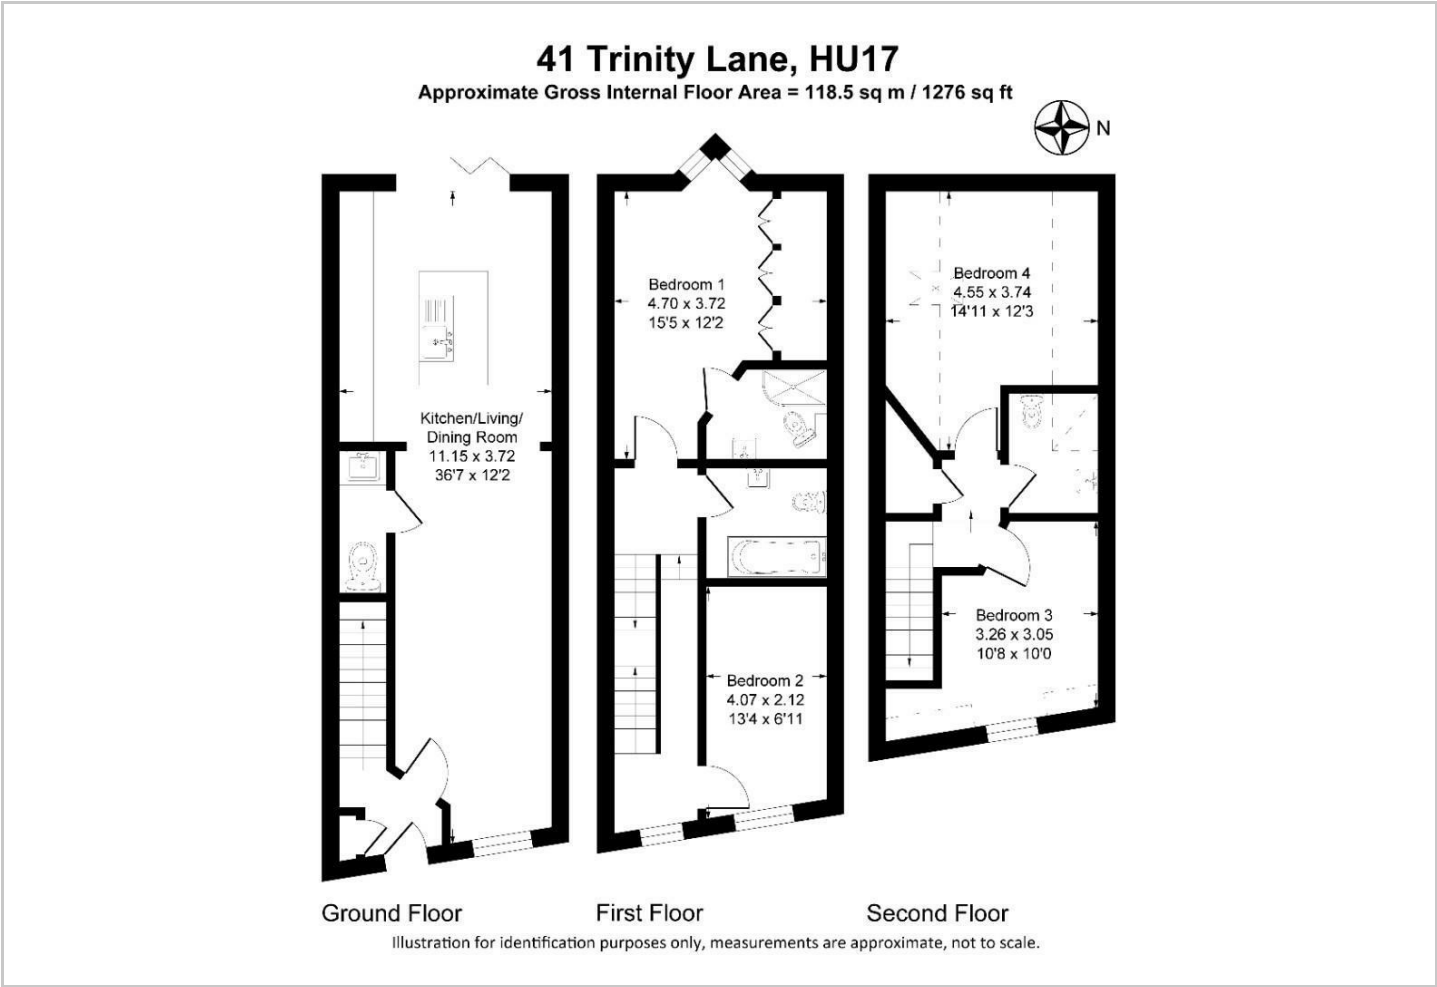 41 Trinity Lane, HU17
Approximate Gross Internal Floor Area = 118.5 sq m / 1276 sq ft
N
Kitchen/Living/
Dining Room
11.15 x 3.72
36'7 x 12'2
Bedroom 1
4.70 x 3.72
15'5 x 12'2
Bedroom 2
4.07 x 2.12
13'4 x 6'11
Bedroom 4
4.55 x 3.74
14'11 x 12'3
Bedroom 3
3.26 x 3.05
10'8 x 10'0
Ground Floor
First Floor
Second Floor
Illustration for identification purposes only, measurements are approximate, not to scale.